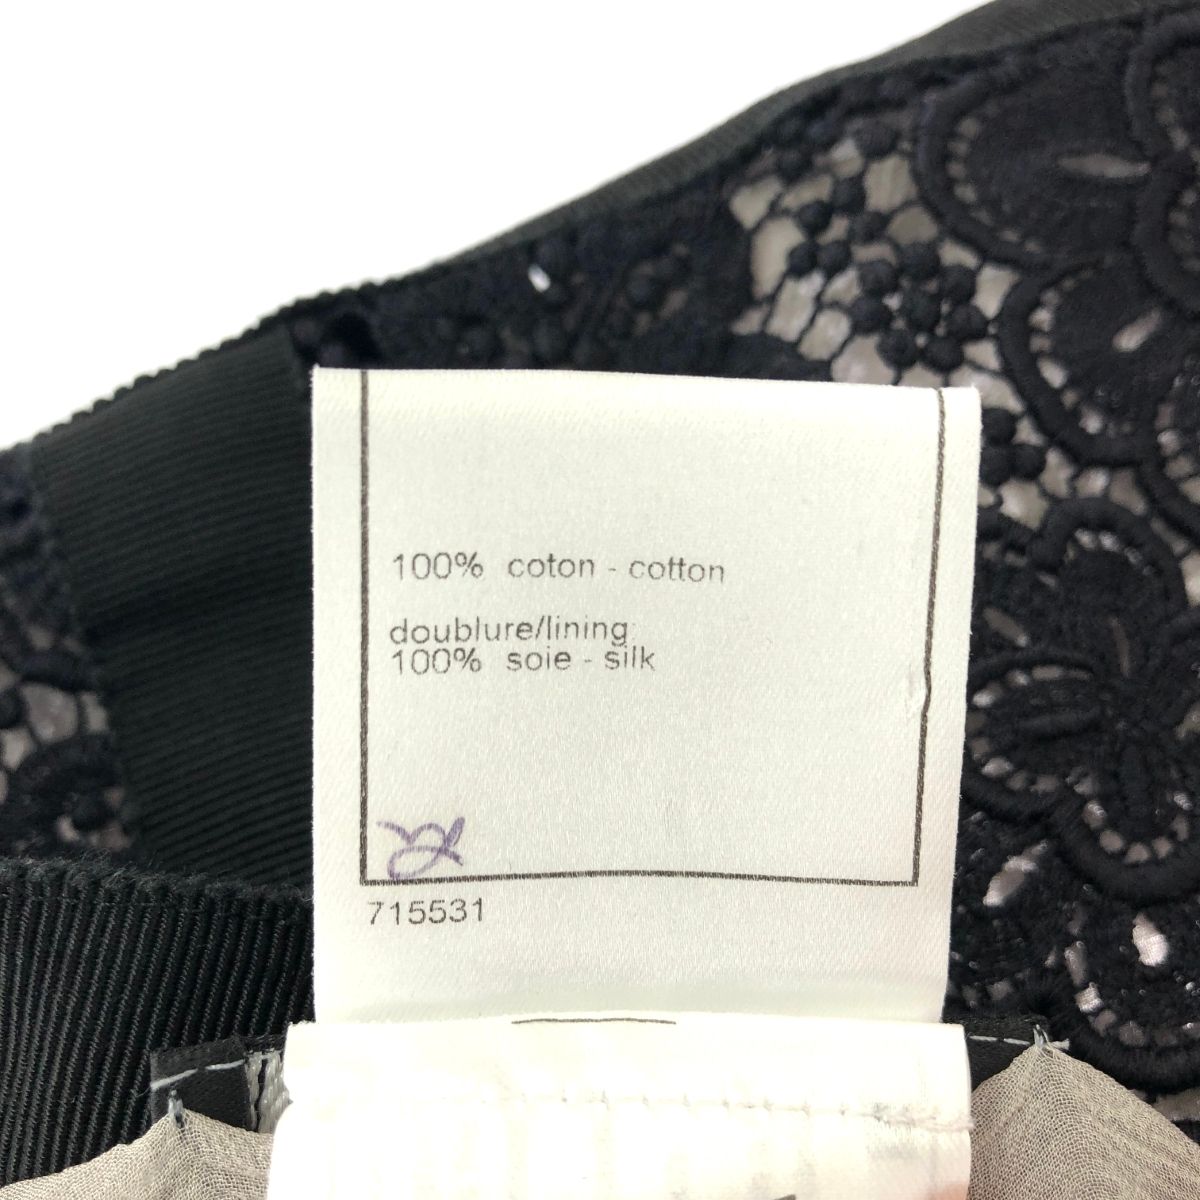 100% coton - cotton
doublure/lining
100% soie - silk
715531